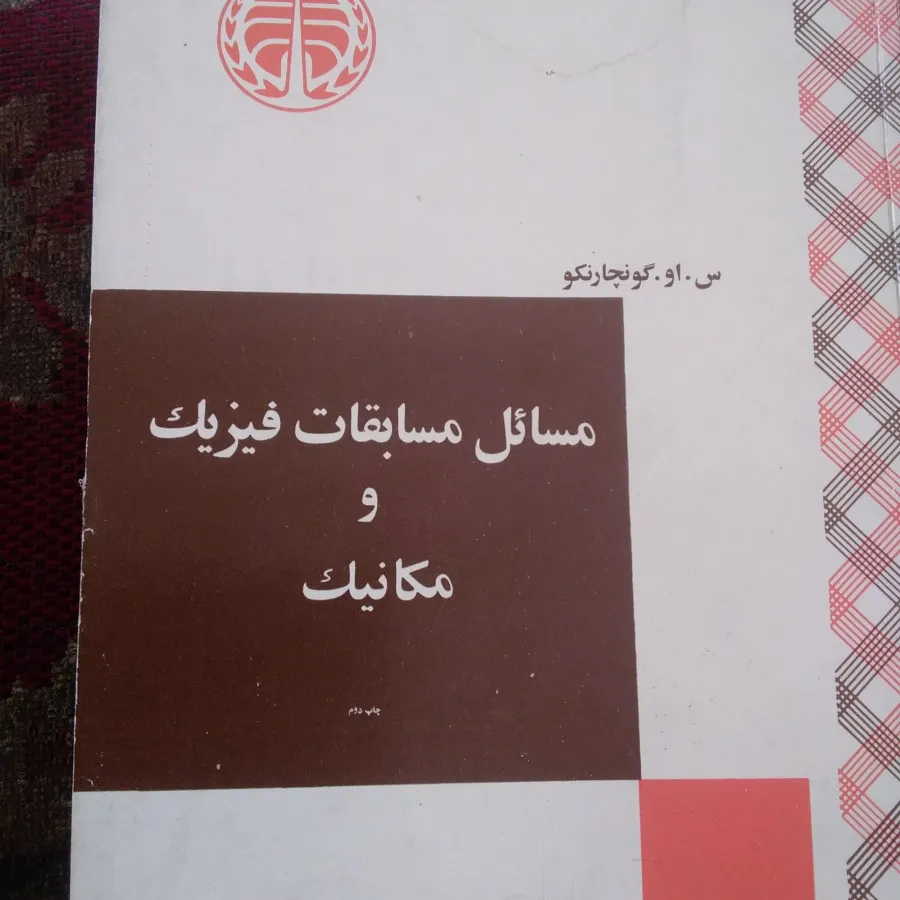 س. او. گونچارنکو
مسائل مسابقات فیزیك
و
مکانیك
چاپ دوم